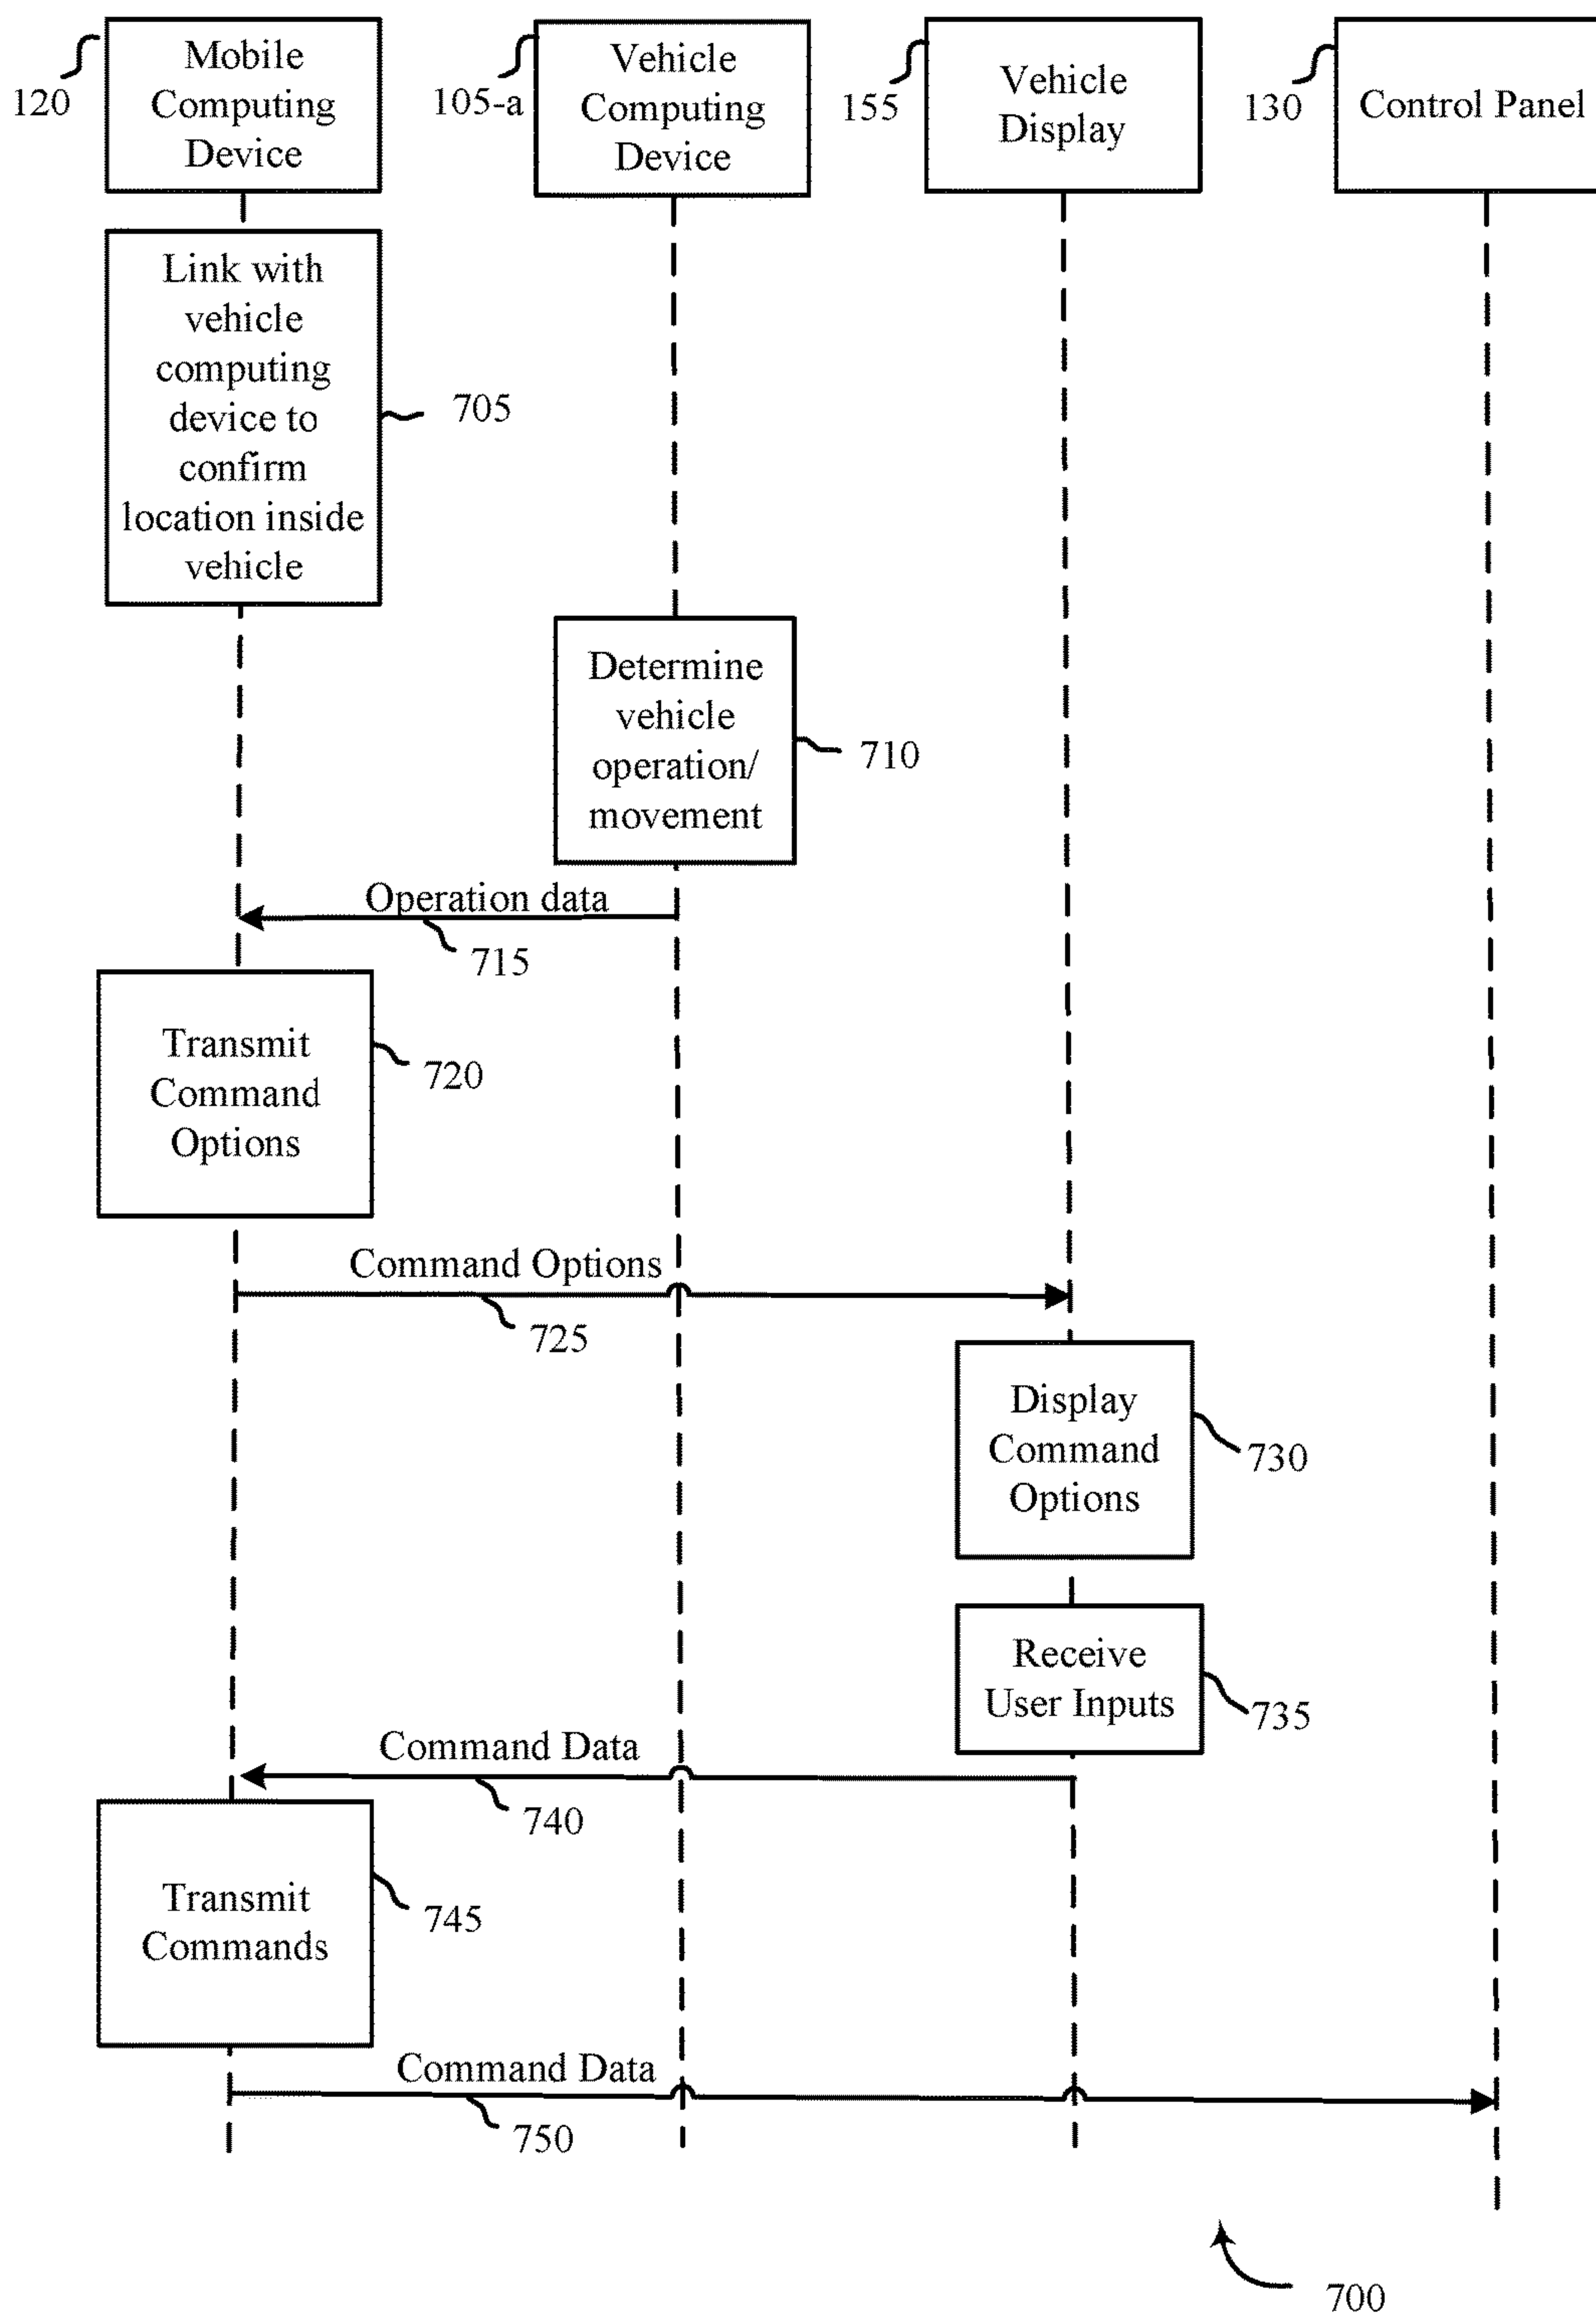 Mobile
Computing
Device
120
Vehicle
Computing
Device
105-a
Vehicle
Display
155
Control Panel
130
Link with
vehicle
computing
device to
confirm
location inside
vehicle
705
Determine
vehicle
operation/
movement
710
Operation data
715
Transmit
Command
Options
720
Command Options
725
Display
Command
Options
730
Receive
User Inputs
735
Command Data
740
Transmit
Commands
745
Command Data
750
700